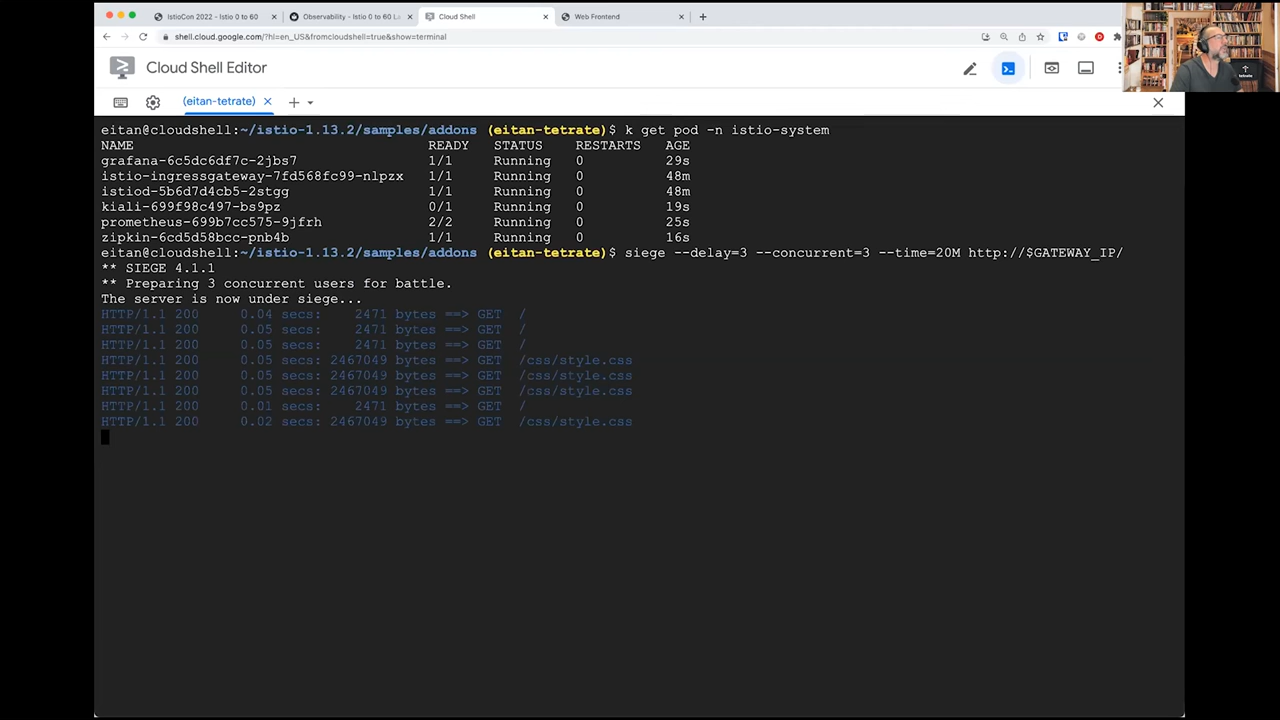 IstioCon 2022 - Istio 0 to 60
Observability - Istio 0 to 60 La
Cloud Shell
Web Frontend
shell.cloud.google.com/?hl=en_US&fromcloudshell=true&show=terminal
Cloud Shell Editor
tetrate
(eitan-tetrate)
eitan@cloudshell:~/istio-1.13.2/samples/addons (eitan-tetrate)$ k get pod -n istio-system
NAME READY STATUS RESTARTS AGE
grafana-6c5dc6df7c-2jbs7 1/1 Running 0 29s
istio-ingressgateway-7fd568fc99-nlpzx 1/1 Running 0 48m
istiod-5b6d7d4cb5-2stgg 1/1 Running 0 48m
kiali-699f98c497-bs9pz 0/1 Running 0 19s
prometheus-699b7cc575-9jfrh 2/2 Running 0 25s
zipkin-6cd5d58bcc-pnb4b 1/1 Running 0 16s
eitan@cloudshell:~/istio-1.13.2/samples/addons (eitan-tetrate)$ siege --delay=3 --concurrent=3 --time=20M http://$GATEWAY_IP/
** SIEGE 4.1.1
** Preparing 3 concurrent users for battle.
The server is now under siege...
HTTP/1.1 200 0.04 secs: 2471 bytes ==> GET /
HTTP/1.1 200 0.05 secs: 2471 bytes ==> GET /
HTTP/1.1 200 0.05 secs: 2471 bytes ==> GET /
HTTP/1.1 200 0.05 secs: 2467049 bytes ==> GET /css/style.css
HTTP/1.1 200 0.05 secs: 2467049 bytes ==> GET /css/style.css
HTTP/1.1 200 0.05 secs: 2467049 bytes ==> GET /css/style.css
HTTP/1.1 200 0.01 secs: 2471 bytes ==> GET /
HTTP/1.1 200 0.02 secs: 2467049 bytes ==> GET /css/style.css